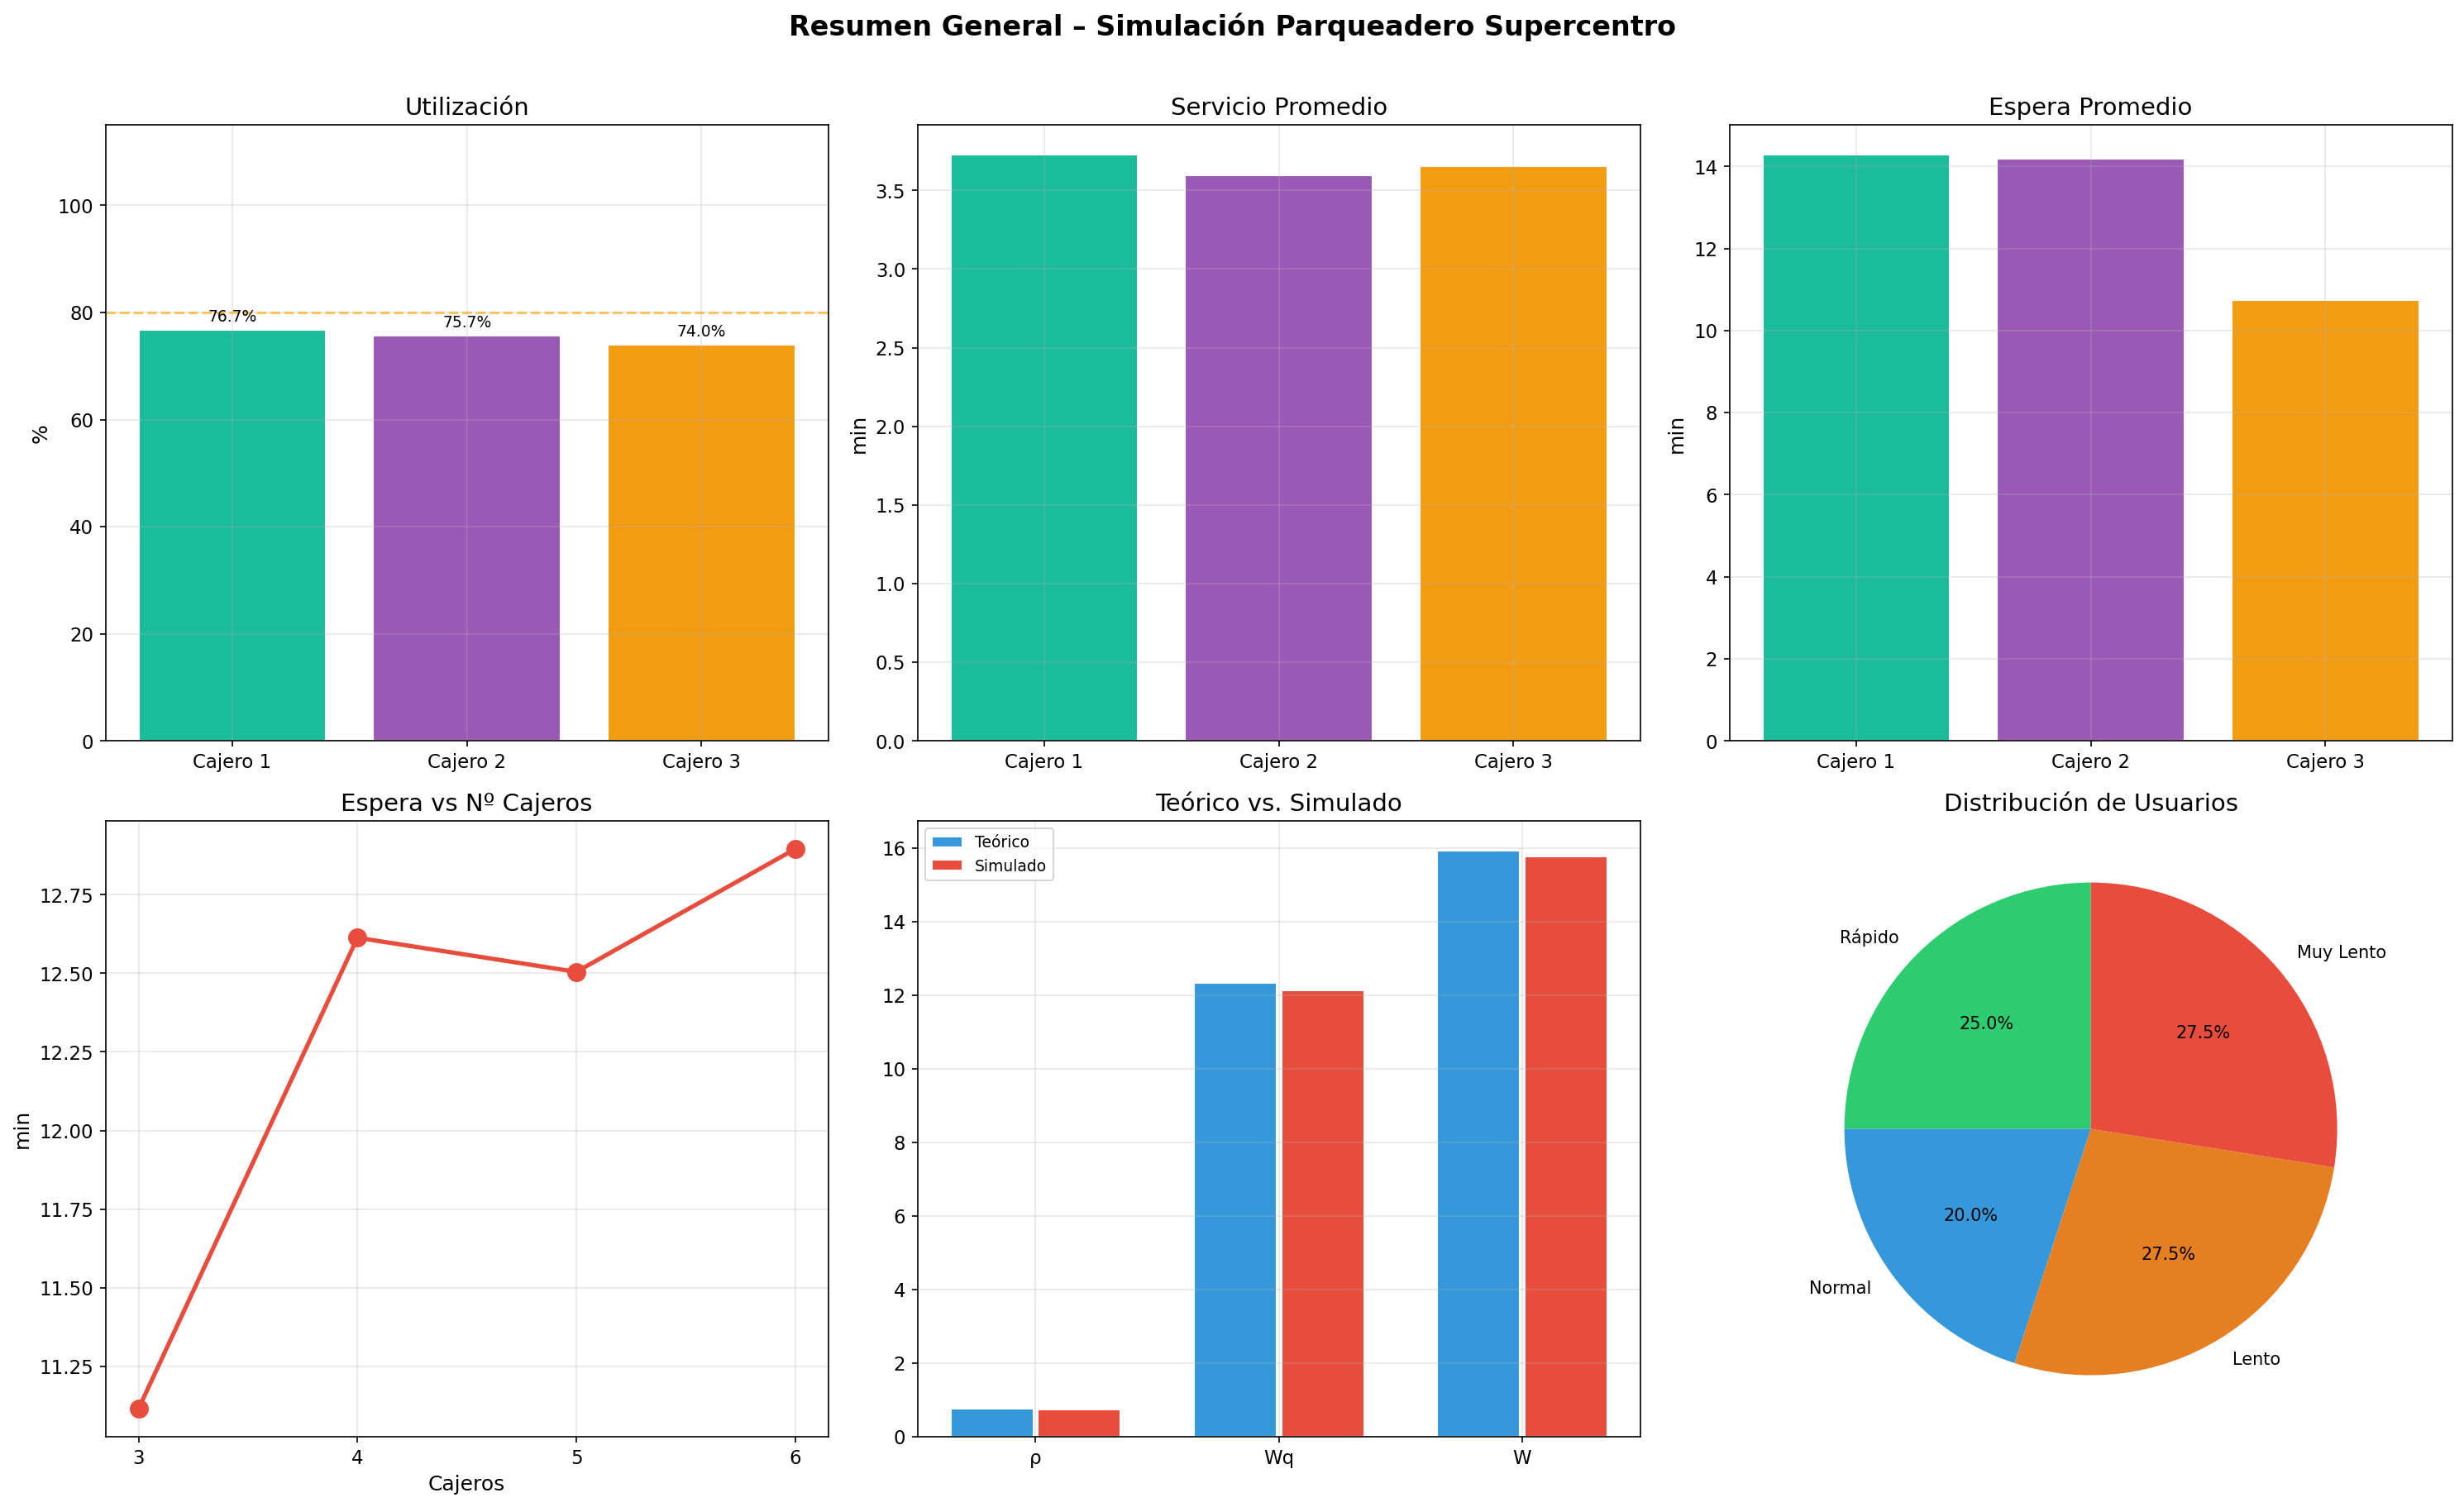 Resumen General – Simulación Parqueadero Supercentro
Utilización
%
100
80
60
40
20
0
76.7%
75.7%
74.0%
Cajero 1
Cajero 2
Cajero 3
Servicio Promedio
min
3.5
3.0
2.5
2.0
1.5
1.0
0.5
0.0
Cajero 1
Cajero 2
Cajero 3
Espera Promedio
min
14
12
10
8
6
4
2
0
Cajero 1
Cajero 2
Cajero 3
Espera vs Nº Cajeros
min
12.75
12.50
12.25
12.00
11.75
11.50
11.25
3
4
5
6
Cajeros
Teórico vs. Simulado
Teórico
Simulado
16
14
12
10
8
6
4
2
0
ρ
Wq
W
Distribución de Usuarios
Rápido
25.0%
Muy Lento
27.5%
Normal
20.0%
Lento
27.5%